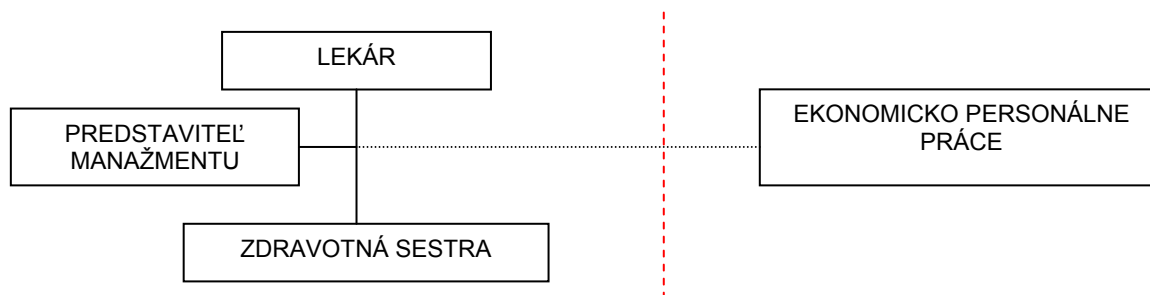 LEKÁR
PREDSTAVITEĽ
MANAŽMENTU
EKONOMICKO PERSONÁLNE
PRÁCE
ZDRAVOTNÁ SESTRA